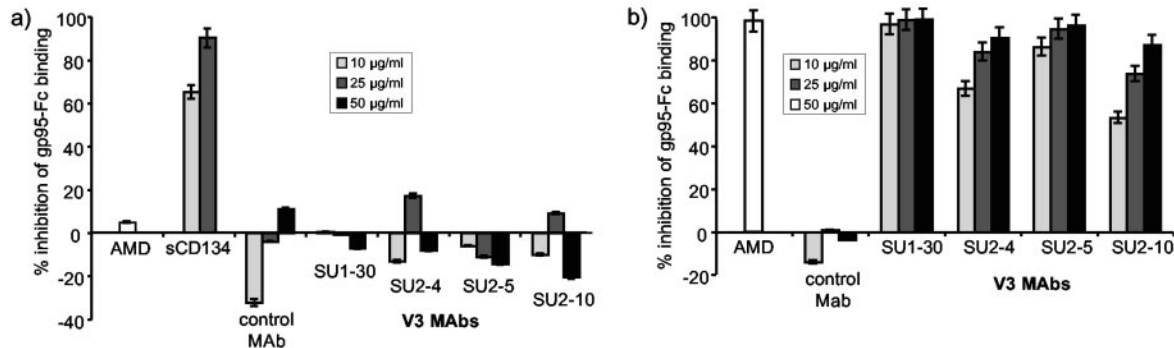 a)
% inhibition of gp95-Fc binding
100
80
60
40
20
0
-20
-40
10 µg/ml
25 µg/ml
50 µg/ml
AMD
sCD134
control
MAb
SU1-30
SU2-4
SU2-5
SU2-10
V3 MAbs
b)
% inhibition of gp95-Fc binding
100
80
60
40
20
0
-20
10 µg/ml
25 µg/ml
50 µg/ml
AMD
control
Mab
SU1-30
SU2-4
SU2-5
SU2-10
V3 MAbs